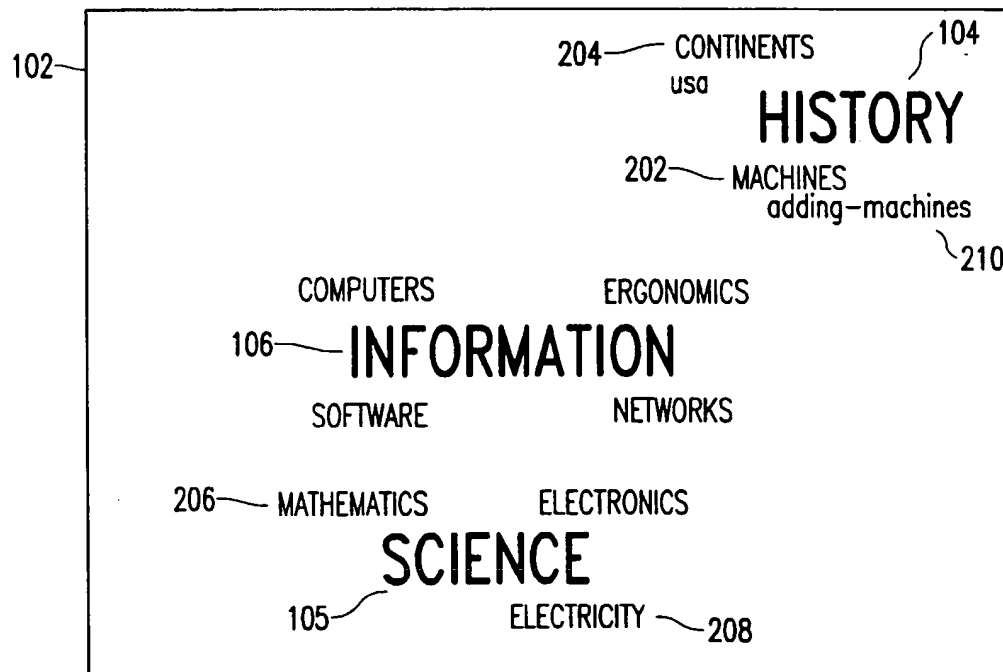 204 CONTINENTS 104
102 usa
HISTORY
202 MACHINES
adding-machines
210
COMPUTERS ERGONOMICS
106 INFORMATION
SOFTWARE NETWORKS
206 MATHEMATICS ELECTRONICS
SCIENCE
105 ELECTRICITY 208